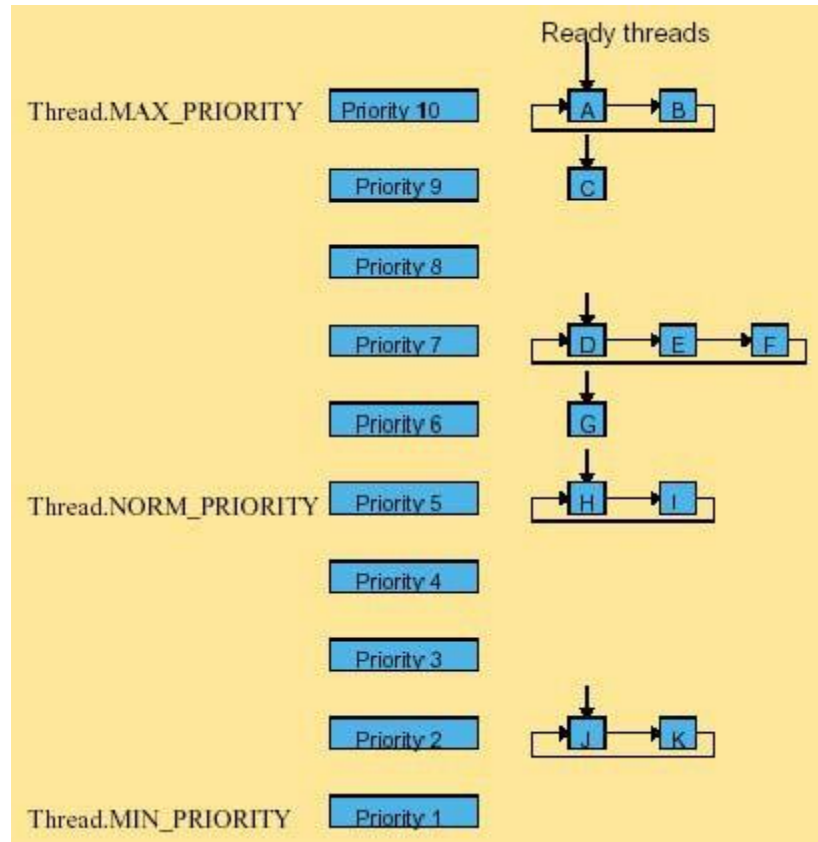 Ready threads
Thread.MAX_PRIORITY Priority 10 A B
Priority 9 C
Priority 8
Priority 7 D E F
Priority 6 G
Thread.NORM_PRIORITY Priority 5 H I
Priority 4
Priority 3
Priority 2 J K
Thread.MIN_PRIORITY Priority 1